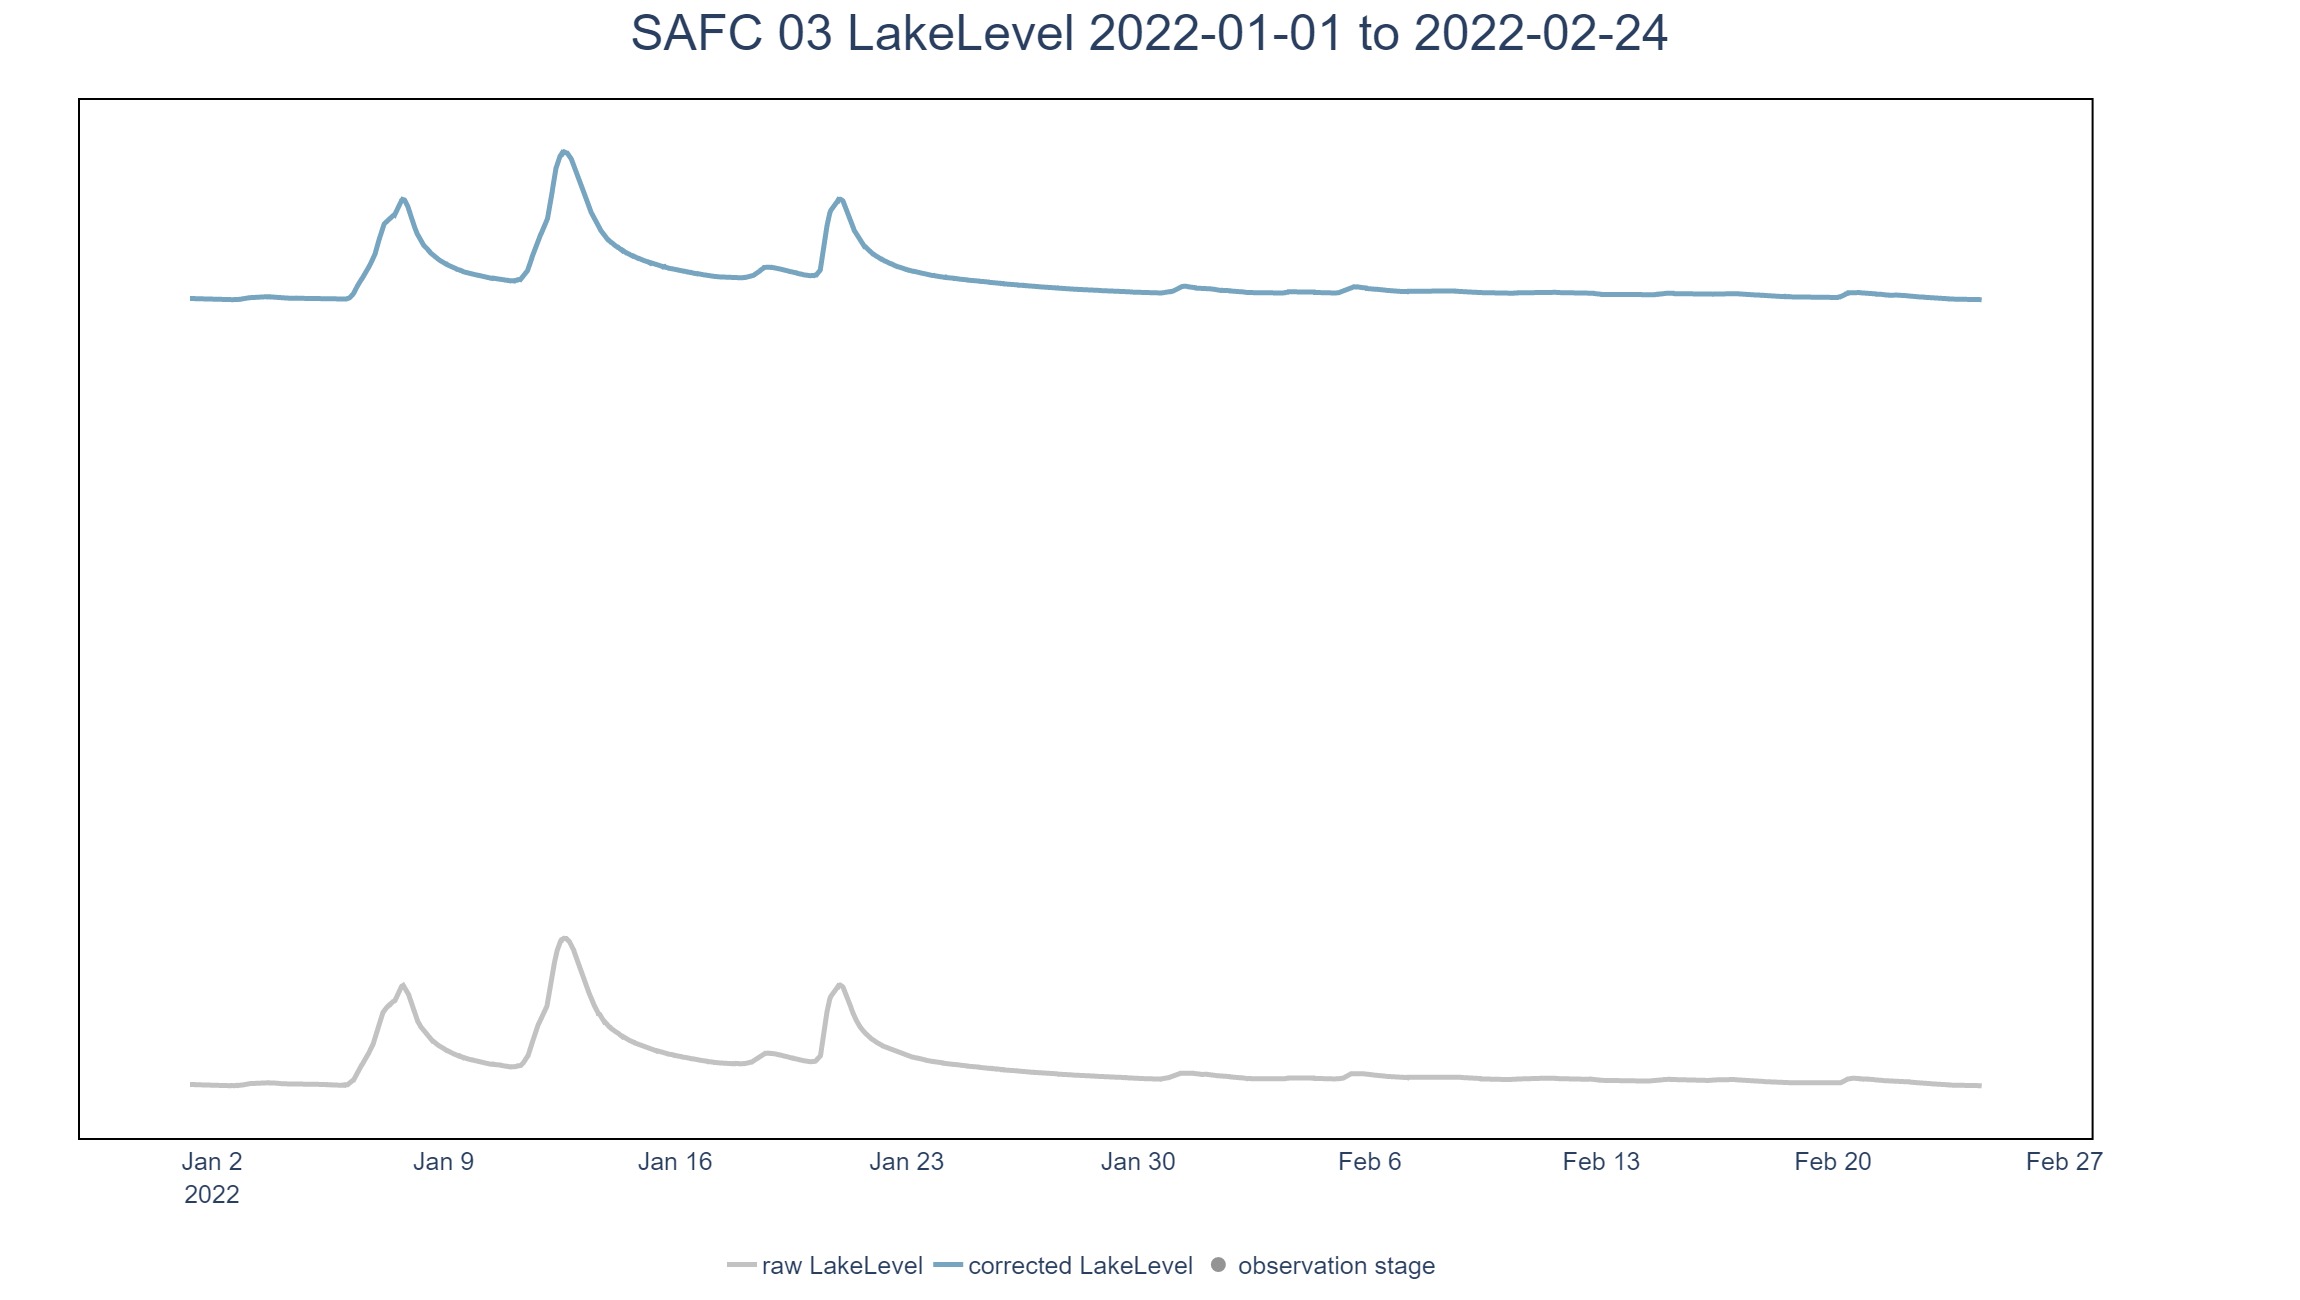 SAFC 03 LakeLevel 2022-01-01 to 2022-02-24
Jan 2 Jan 9 Jan 16 Jan 23 Jan 30 Feb 6 Feb 13 Feb 20 Feb 27
2022
raw LakeLevel corrected LakeLevel observation stage